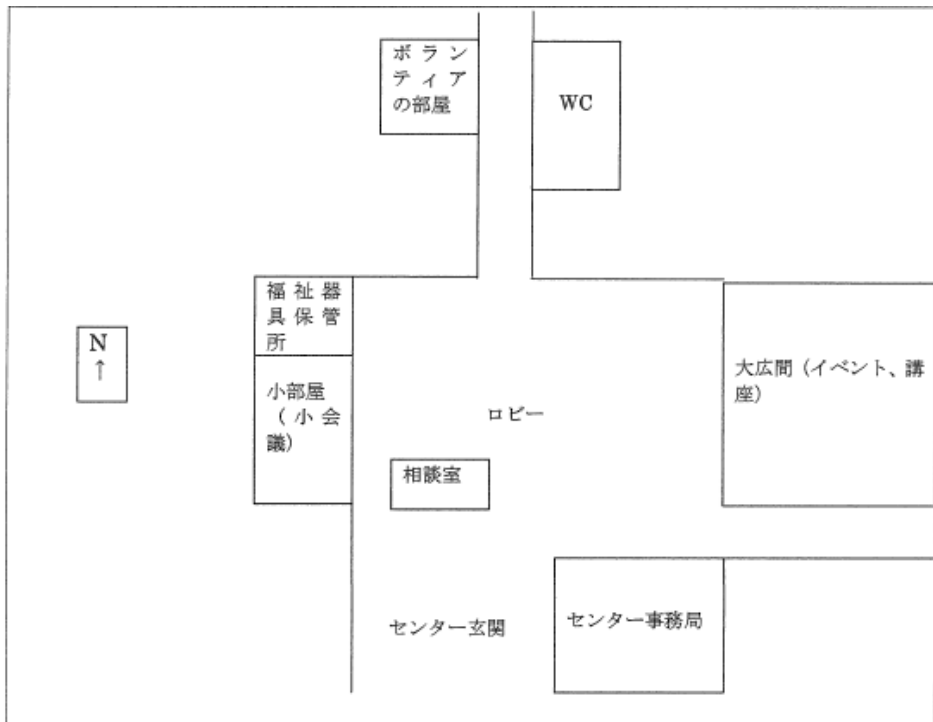 ボラン
ティア
の部屋
WC
福祉器
具保管
所
N
↑
小部屋
（小会
議）
大広間（イベント、講
座）
ロビー
相談室
センター玄関
センター事務局